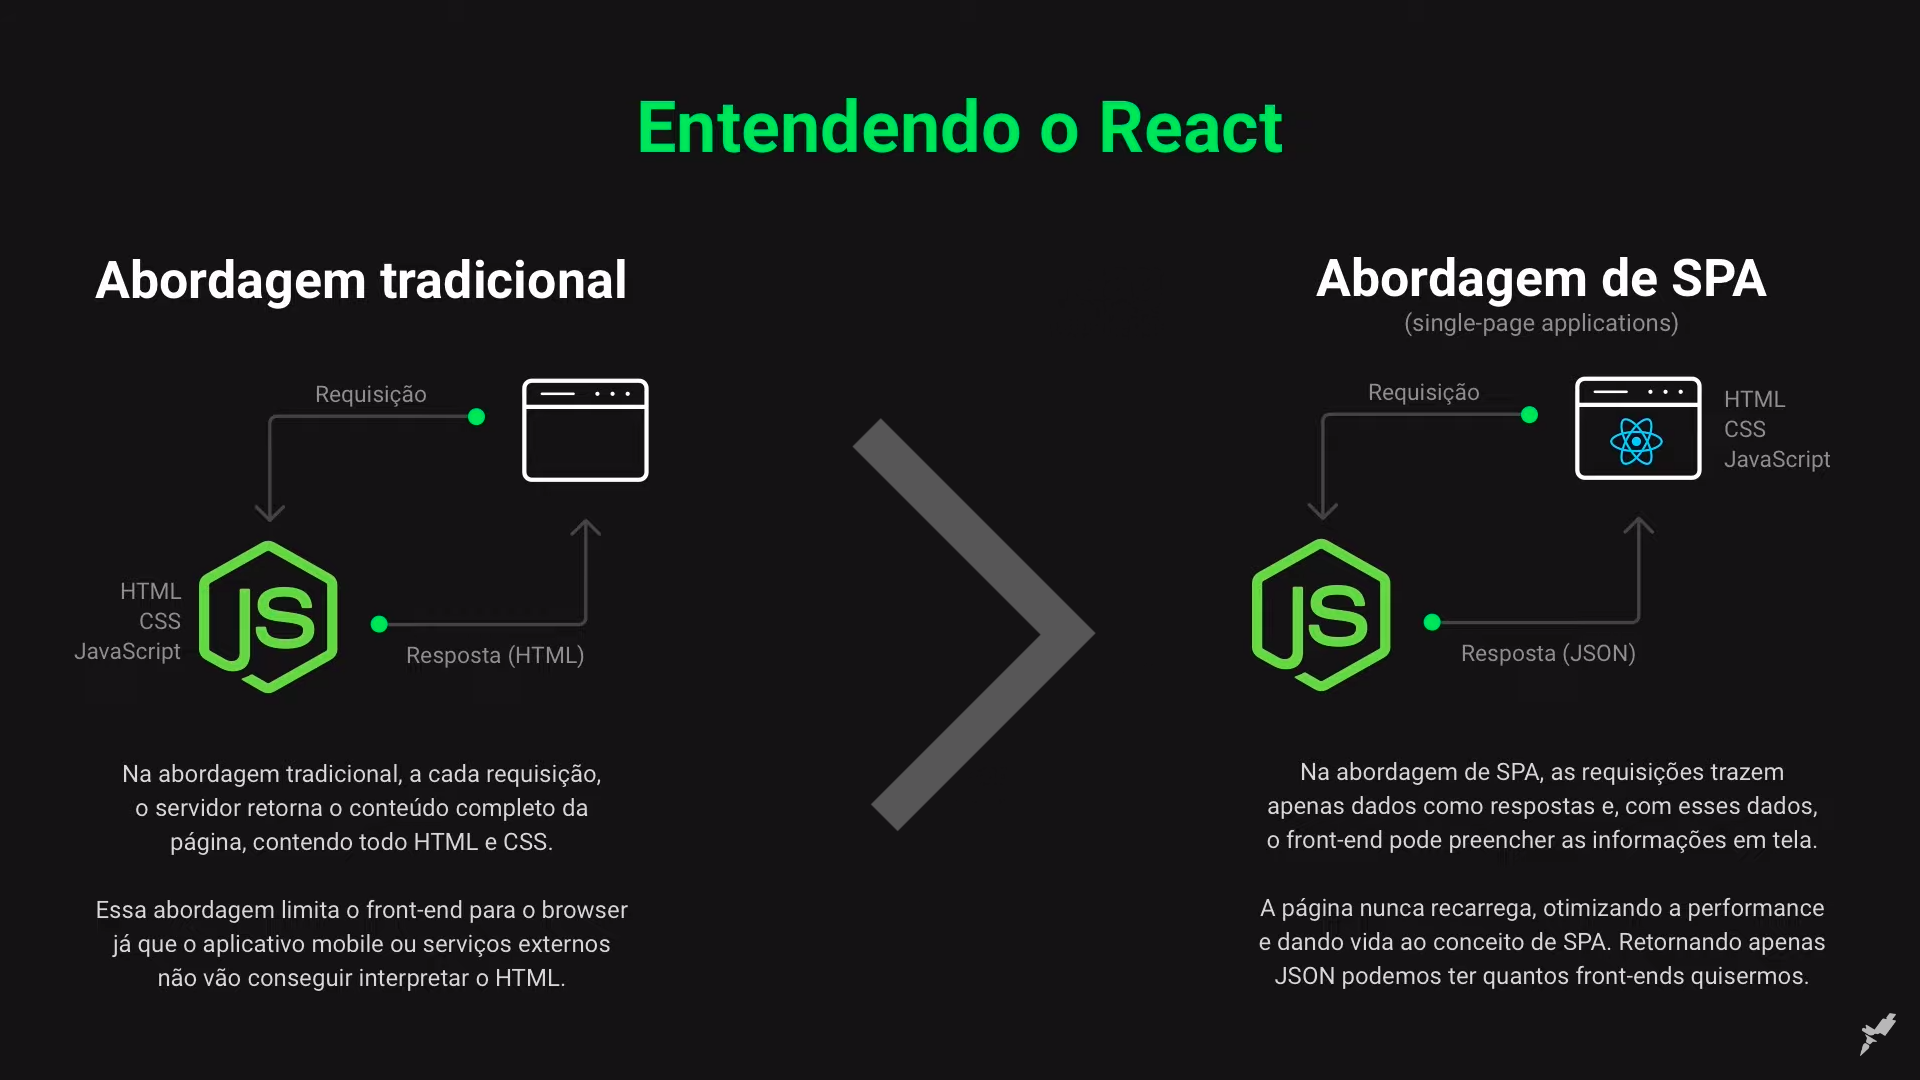 Entendendo o React
Abordagem tradicional
Requisição
HTML
CSS
JavaScript
JS
Resposta (HTML)
Na abordagem tradicional, a cada requisição,
o servidor retorna o conteúdo completo da
página, contendo todo HTML e CSS.
Essa abordagem limita o front-end para o browser
já que o aplicativo mobile ou serviços externos
não vão conseguir interpretar o HTML.
Abordagem de SPA
(single-page applications)
Requisição
HTML
CSS
JavaScript
JS
Resposta (JSON)
Na abordagem de SPA, as requisições trazem
apenas dados como respostas e, com esses dados,
o front-end pode preencher as informações em tela.
A página nunca recarrega, otimizando a performance
e dando vida ao conceito de SPA. Retornando apenas
JSON podemos ter quantos front-ends quisermos.